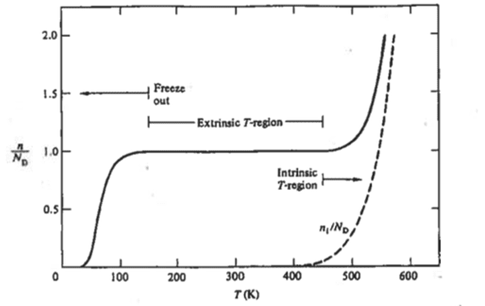 2.0
Freeze
out
1.5
Extrinsic T-region
n
N_D
1.0
Intrinsic
T-region
0.5
n_i/N_D
0 100 200 300 400 500 600
T (K)